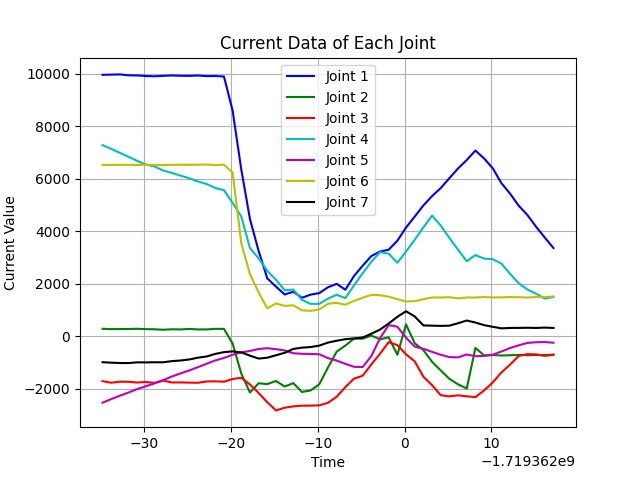 Current Data of Each Joint
Current Value
10000
8000
6000
4000
2000
0
−2000
Joint 1
Joint 2
Joint 3
Joint 4
Joint 5
Joint 6
Joint 7
−30 −20 −10 0 10
Time
−1.719362e9